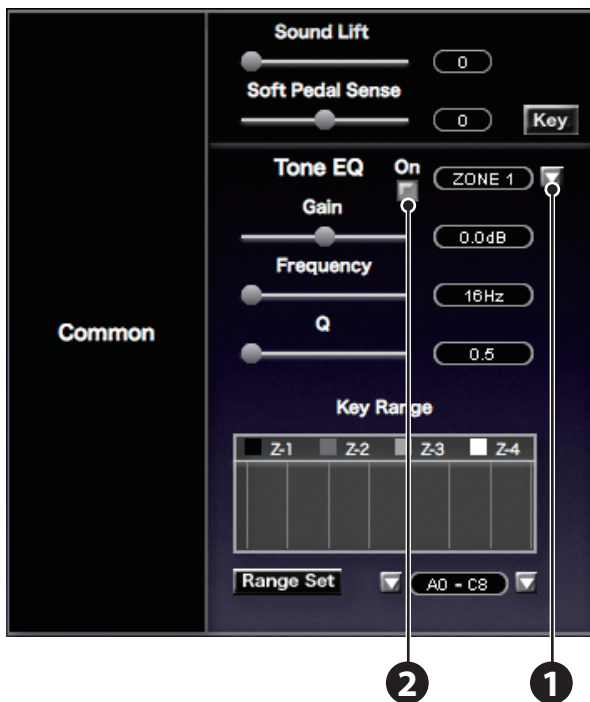 Sound Lift
0
Soft Pedal Sense
0 Key
Tone EQ On ZONE 1
Gain
0.0dB
Frequency
16Hz
Common
Q
0.5
Key Range
Z-1 Z-2 Z-3 Z-4
Range Set A0 - C8
2 1